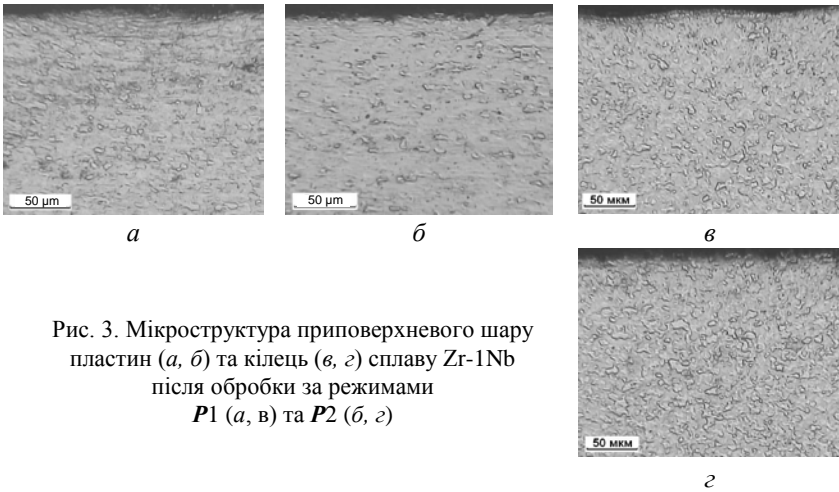 50 µm
50 µm
50 мкм
а
б
в
50 мкм
г
Рис. 3. Мікроструктура приповерхневого шару
пластин (а, б) та кілець (в, г) сплаву Zr-1Nb
після обробки за режимами
Р1 (а, в) та Р2 (б, г)